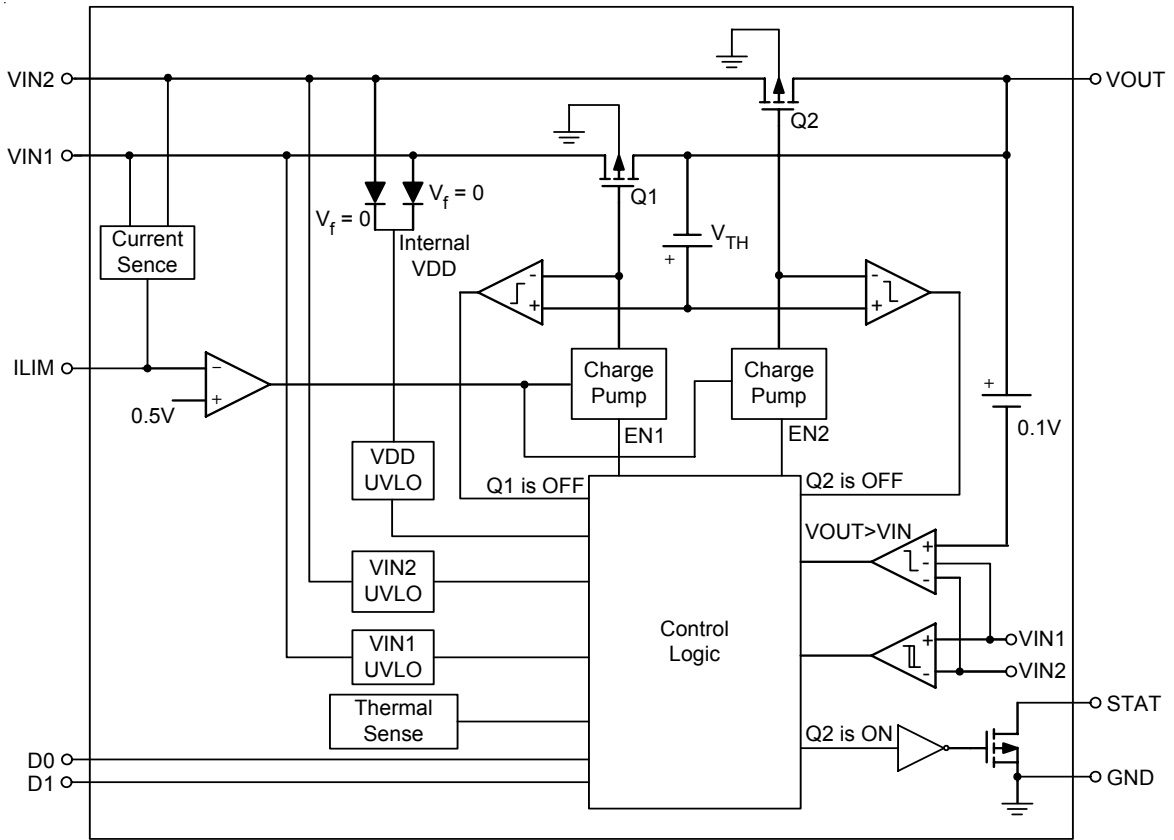 VIN2
VOUT
Q2
VIN1
Q1
V_f = 0
V_f = 0
V_TH
+
Current
Sence
Internal
VDD
-
+
-
+
ILIM
−
+
0.5V
Charge
Pump
Charge
Pump
+
0.1V
EN1
EN2
VDD
UVLO
Q1 is OFF
Q2 is OFF
VOUT>VIN
+
-
-
VIN2
UVLO
Control
Logic
VIN1
UVLO
+
-
VIN1
VIN2
Thermal
Sense
STAT
Q2 is ON
D0
D1
GND